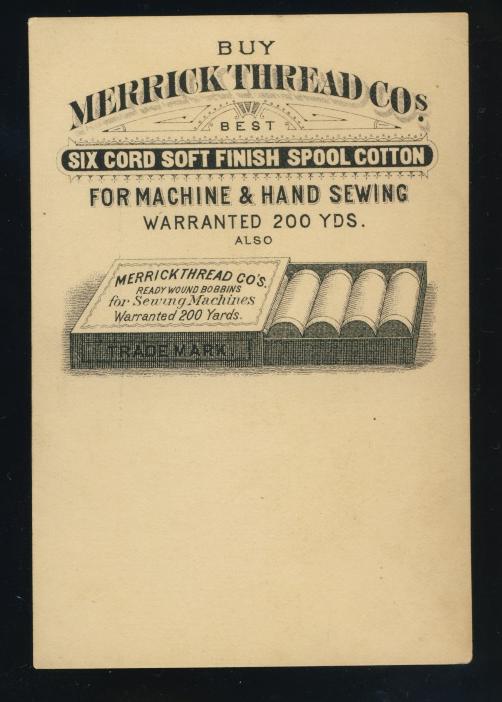 BUY
MERRICK THREAD COS.
BEST
SIX CORD SOFT FINISH SPOOL COTTON
FOR MACHINE & HAND SEWING
WARRANTED 200 YDS.
ALSO
MERRICK THREAD CO'S.
READY WOUND BOBBINS
for Sewing Machines
Warranted 200 Yards.
TRADE MARK.